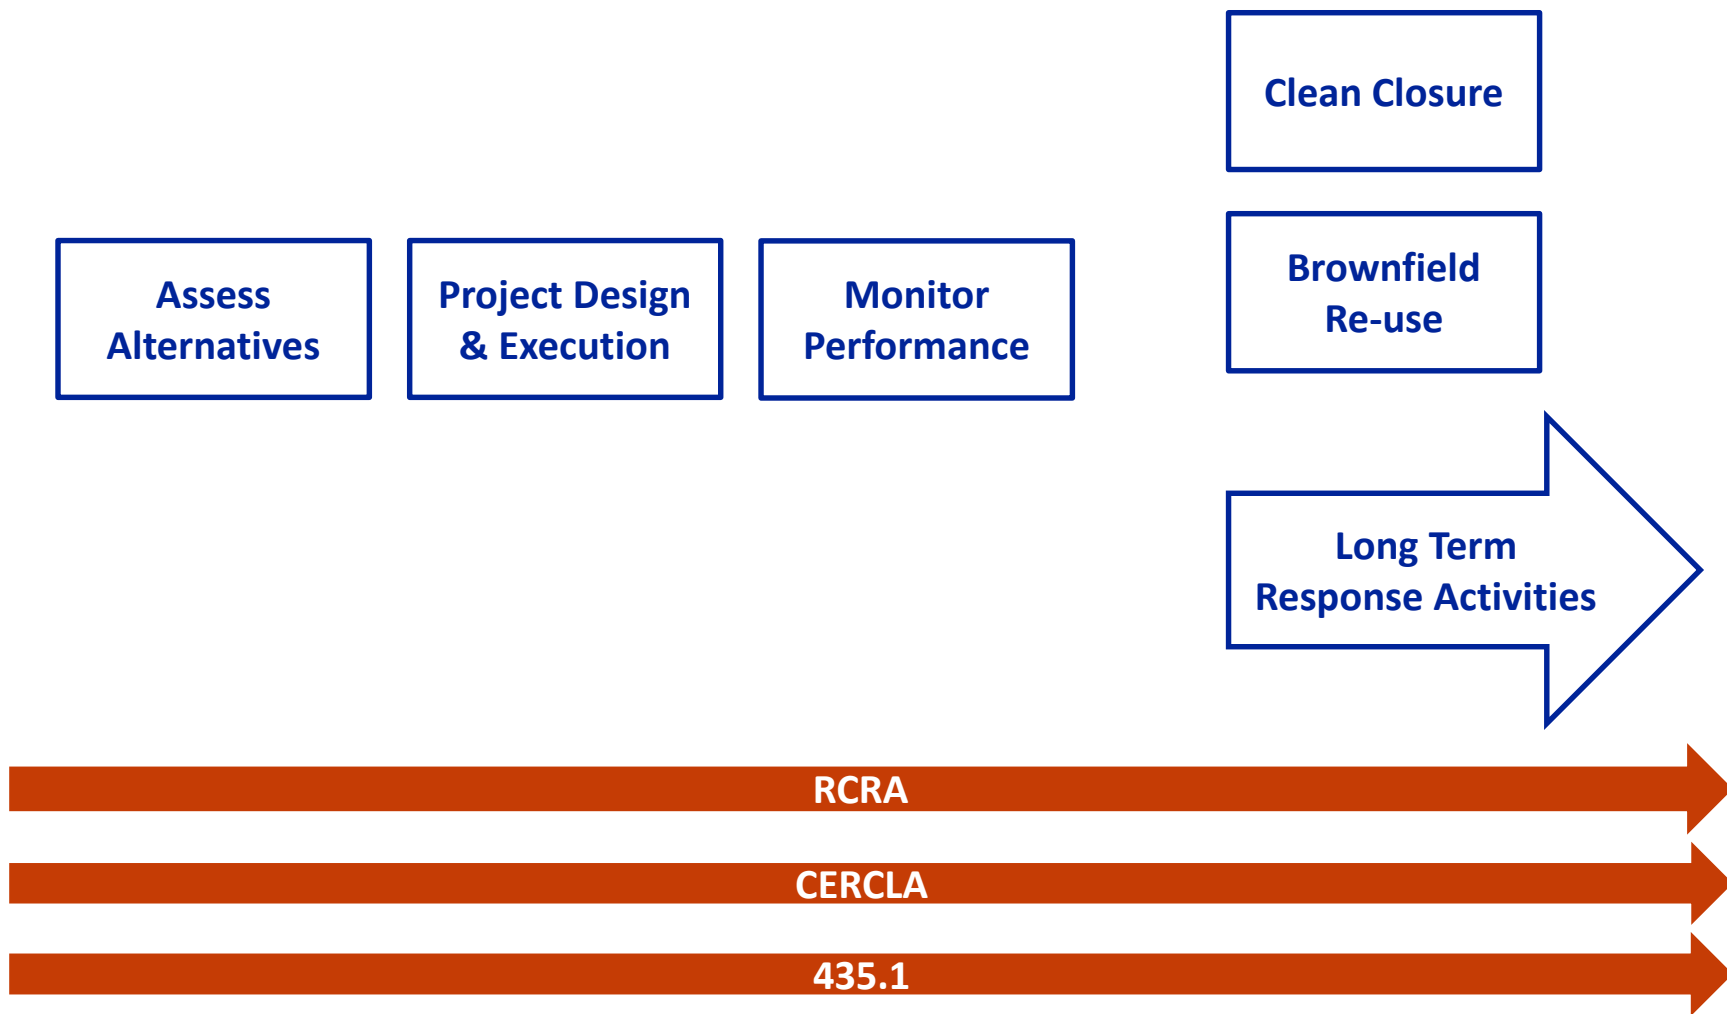 Clean Closure
Assess
Alternatives
Project Design
& Execution
Monitor
Performance
Brownfield
Re-use
Long Term
Response Activities
RCRA
CERCLA
435.1